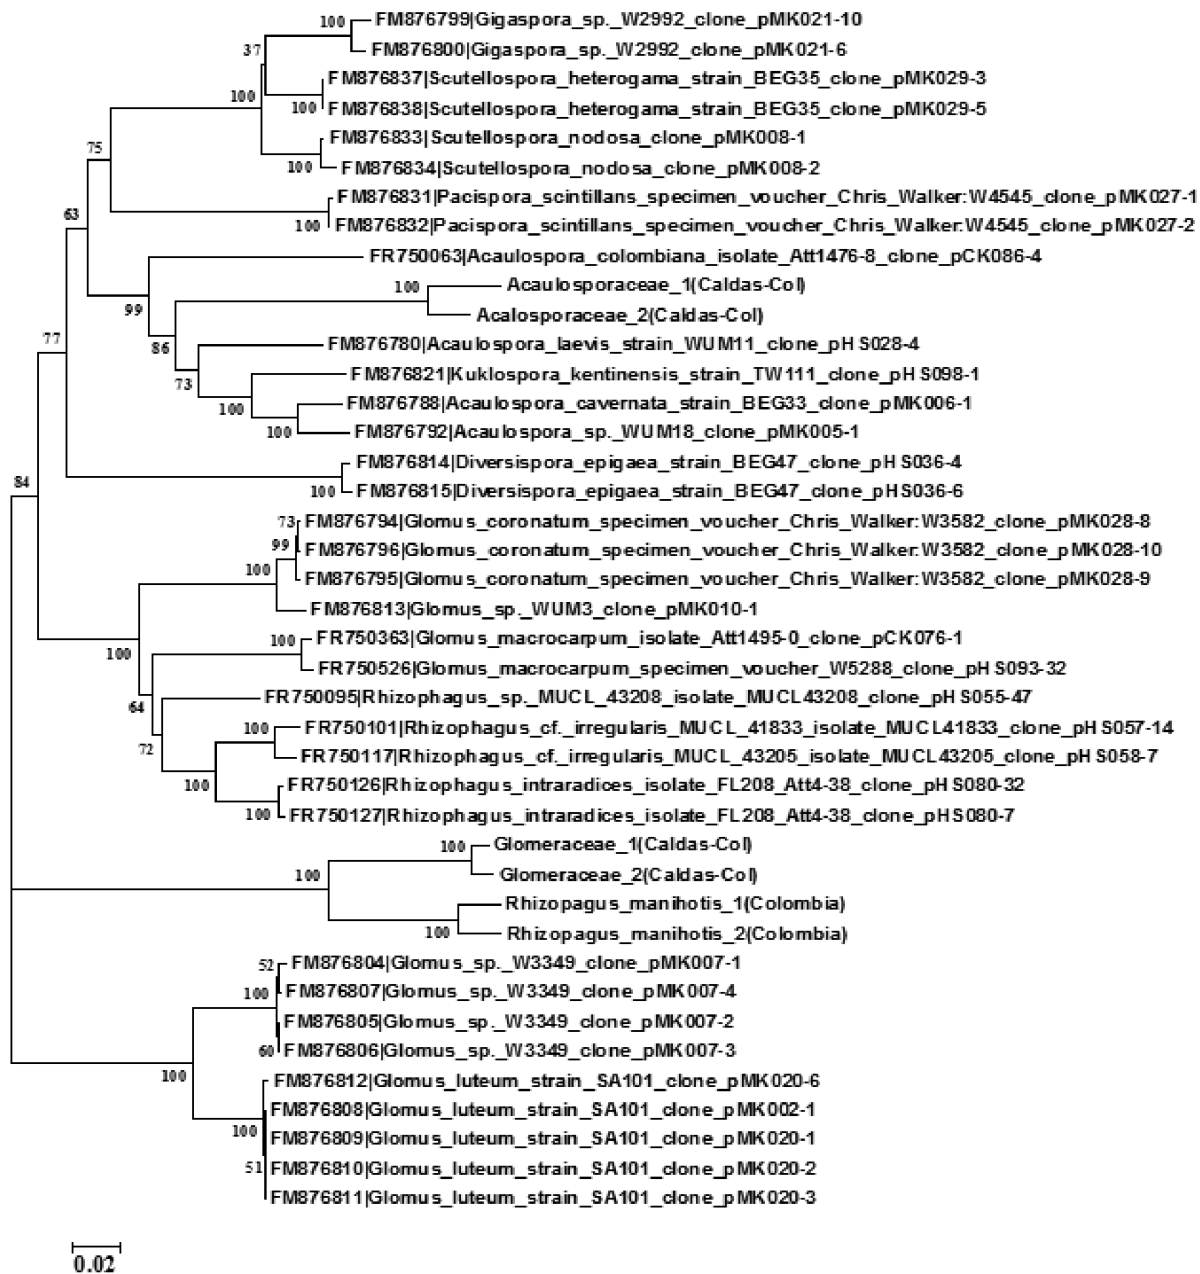 100
FM876799|Gigaspora_sp._W2992_clone_pMK021-10
37
FM876800|Gigaspora_sp._W2992_clone_pMK021-6
FM876837|Scutellospora_heterogama_strain_BEG35_clone_pMK029-3
100
100
FM876838|Scutellospora_heterogama_strain_BEG35_clone_pMK029-5
FM876833|Scutellospora_nodosa_clone_pMK008-1
75
100
FM876834|Scutellospora_nodosa_clone_pMK008-2
FM876831|Pacispora_scintillans_specimen_voucher_Chris_Walker:W4545_clone_pMK027-1
63
100
FM876832|Pacispora_scintillans_specimen_voucher_Chris_Walker:W4545_clone_pMK027-2
FR750063|Acaulospora_colombiana_isolate_Att1476-8_clone_pCK086-4
100
Acaulosporaceae_1(Caldas-Col)
99
Acalosporaceae_2(Caldas-Col)
77
86
FM876780|Acaulospora_laevis_strain_WUM11_clone_pHS028-4
73
FM876821|Kuklospora_kentinensis_strain_TW111_clone_pHS098-1
100
FM876788|Acaulospora_cavernata_strain_BEG33_clone_pMK006-1
100
FM876792|Acaulospora_sp._WUM18_clone_pMK005-1
FM876814|Diversispora_epigaea_strain_BEG47_clone_pHS036-4
84
100
FM876815|Diversispora_epigaea_strain_BEG47_clone_pHS036-6
73
FM876794|Glomus_coronatum_specimen_voucher_Chris_Walker:W3582_clone_pMK028-8
99
FM876796|Glomus_coronatum_specimen_voucher_Chris_Walker:W3582_clone_pMK028-10
100
FM876795|Glomus_coronatum_specimen_voucher_Chris_Walker:W3582_clone_pMK028-9
FM876813|Glomus_sp._WUM3_clone_pMK010-1
100
100
FR750363|Glomus_macrocarpum_isolate_Att1495-0_clone_pCK076-1
FR750526|Glomus_macrocarpum_specimen_voucher_W5288_clone_pHS093-32
64
FR750095|Rhizophagus_sp._MUCL_43208_isolate_MUCL43208_clone_pHS055-47
100
FR750101|Rhizophagus_cf._irregularis_MUCL_41833_isolate_MUCL41833_clone_pHS057-14
72
FR750117|Rhizophagus_cf._irregularis_MUCL_43205_isolate_MUCL43205_clone_pHS058-7
100
FR750126|Rhizophagus_intraradices_isolate_FL208_Att4-38_clone_pHS080-32
100
FR750127|Rhizophagus_intraradices_isolate_FL208_Att4-38_clone_pHS080-7
100
Glomeraceae_1(Caldas-Col)
100
Glomeraceae_2(Caldas-Col)
Rhizopagus_manihotis_1(Colombia)
100
Rhizopagus_manihotis_2(Colombia)
52
FM876804|Glomus_sp._W3349_clone_pMK007-1
100
FM876807|Glomus_sp._W3349_clone_pMK007-4
FM876805|Glomus_sp._W3349_clone_pMK007-2
60
FM876806|Glomus_sp._W3349_clone_pMK007-3
100
FM876812|Glomus_luteum_strain_SA101_clone_pMK020-6
FM876808|Glomus_luteum_strain_SA101_clone_pMK002-1
100
FM876809|Glomus_luteum_strain_SA101_clone_pMK020-1
51
FM876810|Glomus_luteum_strain_SA101_clone_pMK020-2
FM876811|Glomus_luteum_strain_SA101_clone_pMK020-3
0.02